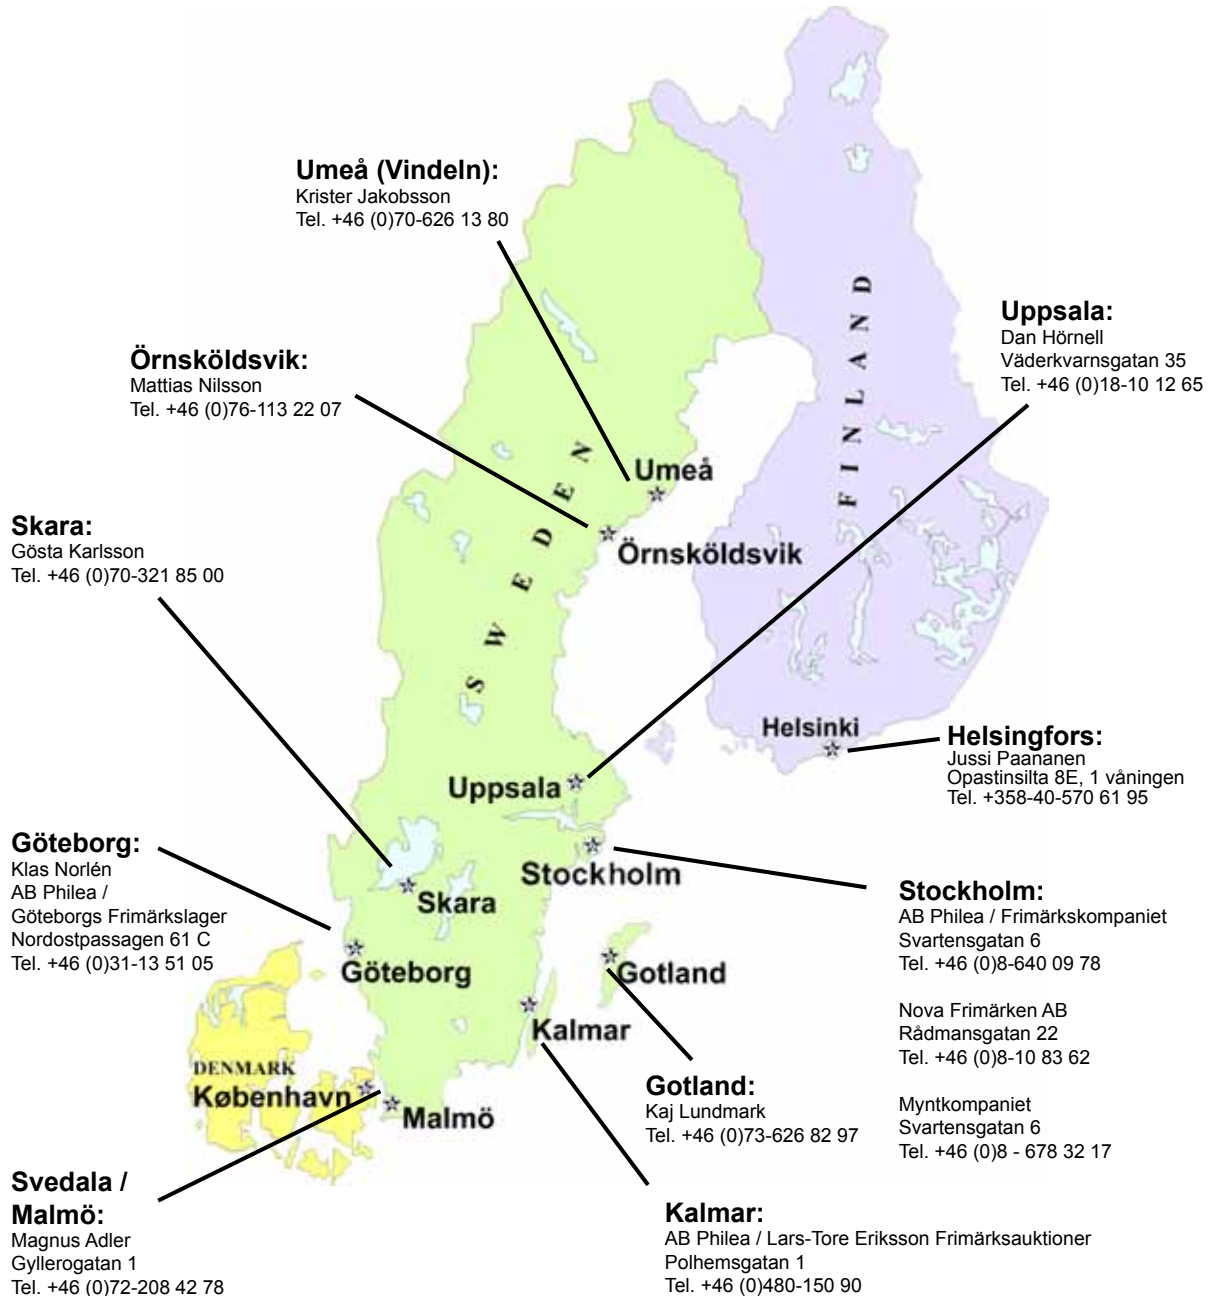 Umeå (Vindeln):
Krister Jakobsson
Tel. +46 (0)70-626 13 80
Uppsala:
Dan Hörnell
Väderkvarnsgatan 35
Tel. +46 (0)18-10 12 65
Örnsköldsvik:
Mattias Nilsson
Tel. +46 (0)76-113 22 07
FINLAND
SWEDEN
Umeå
Örnsköldsvik
Skara:
Gösta Karlsson
Tel. +46 (0)70-321 85 00
Helsinki
Helsingfors:
Jussi Paananen
Opastinsilta 8E, 1 våningen
Tel. +358-40-570 61 95
Uppsala
Stockholm
Skara
Göteborg:
Klas Norlén
AB Philea /
Göteborgs Frimärkslager
Nordostpassagen 61 C
Tel. +46 (0)31-13 51 05
Göteborg
Gotland
Kalmar
Stockholm:
AB Philea / Frimärkskompaniet
Svartensgatan 6
Tel. +46 (0)8-640 09 78
Nova Frimärken AB
Rådmansgatan 22
Tel. +46 (0)8-10 83 62
Myntkompaniet
Svartensgatan 6
Tel. +46 (0)8 - 678 32 17
DENMARK
København
Malmö
Gotland:
Kaj Lundmark
Tel. +46 (0)73-626 82 97
Svedala /
Malmö:
Magnus Adler
Gyllerogatan 1
Tel. +46 (0)72-208 42 78
Kalmar:
AB Philea / Lars-Tore Eriksson Frimärksauktioner
Polhemsgatan 1
Tel. +46 (0)480-150 90